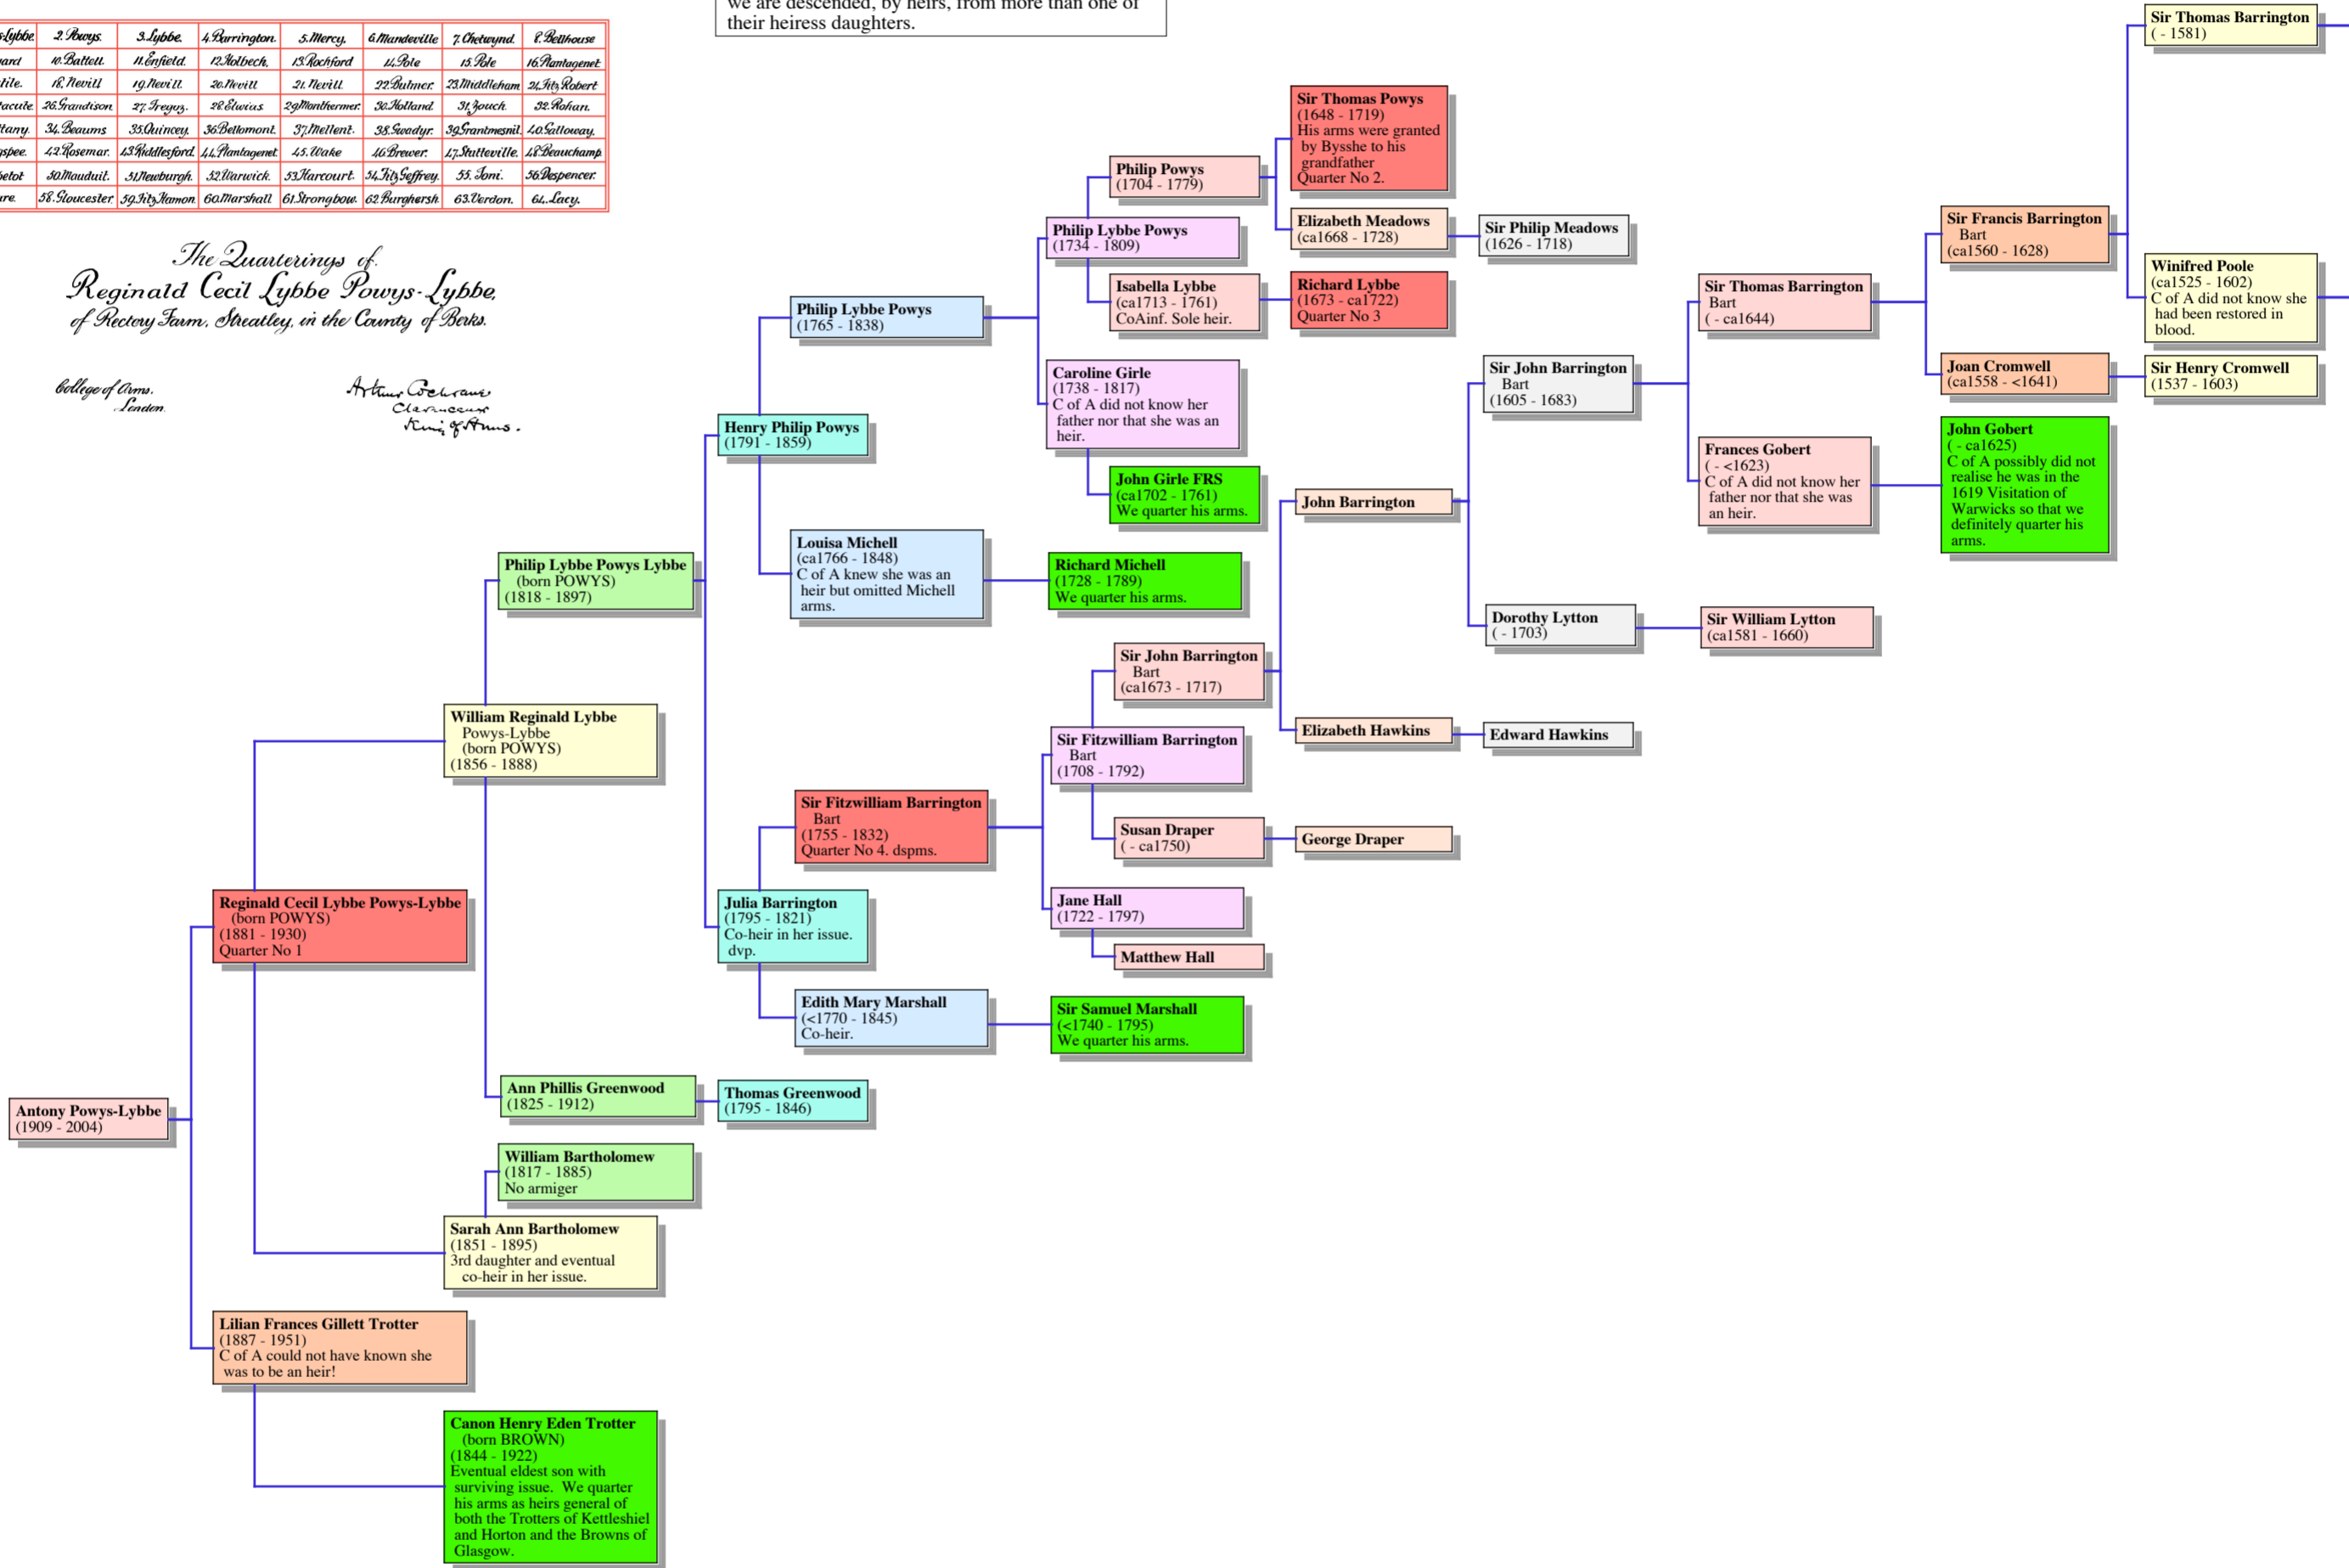 we are descended, by heirs, from more than one of
their heiress daughters.
s-Lybbe. 2. Powys. 3. Lybbe. 4. Barrington. 5. Mercy. 6. Mandeville 7. Chetwynd. 8. Bellhouse
ard 10. Battell. 11. Enfield. 12. Holbech. 13. Rochford 14. Pole 15. Pole 16. Plantagenet.
tile. 18. Nevill 19. Nevill. 20. Nevill 21. Nevill. 22. Bulmer. 23. Middleham 24. Fitz Robert
tacute. 26. Grandison 27. Tregoz. 28. Elwias. 29. Monthermer. 30. Holland. 31. Zouch. 32. Rohan.
ttany. 34. Beaums 35. Quincey. 36. Bellomont. 37. Mellent. 38. Gwadyr. 39. Grantmesnil. 40. Galloway.
gspee. 42. Rosemar. 43. Riddlesford. 44. Plantagenet. 45. Wake 46. Brewer. 47. Stutteville. 48. Beauchamp.
betot 50. Mauduit. 51. Newburgh. 52. Warwick. 53. Harcourt. 54. Fitz Geffrey. 55. Toni. 56. Despencer.
are. 58. Gloucester. 59. Fitz Hamon. 60. Marshall 61. Strongbow. 62. Burghersh. 63. Verdon. 64. Lacy.
The Quarterings of.
Reginald Cecil Lybbe Powys-Lybbe,
of Rectory Farm, Streatley, in the County of Berks.
College of Arms.
London.
Arthur Cochrane
Clarenceux
King of Arms.
Antony Powys-Lybbe
(1909 - 2004)
Reginald Cecil Lybbe Powys-Lybbe
(born POWYS)
(1881 - 1930)
Quarter No 1
Lilian Frances Gillett Trotter
(1887 - 1951)
C of A could not have known she
was to be an heir!
William Reginald Lybbe
Powys-Lybbe
(born POWYS)
(1856 - 1888)
Sarah Ann Bartholomew
(1851 - 1895)
3rd daughter and eventual
co-heir in her issue.
Canon Henry Eden Trotter
(born BROWN)
(1844 - 1922)
Eventual eldest son with
surviving issue. We quarter
his arms as heirs general of
both the Trotters of Kettleshiel
and Horton and the Browns of
Glasgow.
Philip Lybbe Powys Lybbe
(born POWYS)
(1818 - 1897)
Ann Phillis Greenwood
(1825 - 1912)
William Bartholomew
(1817 - 1885)
No armiger
Henry Philip Powys
(1791 - 1859)
Julia Barrington
(1795 - 1821)
Co-heir in her issue.
dvp.
Thomas Greenwood
(1795 - 1846)
Philip Lybbe Powys
(1765 - 1838)
Louisa Michell
(ca1766 - 1848)
C of A knew she was an
heir but omitted Michell
arms.
Sir Fitzwilliam Barrington
Bart
(1755 - 1832)
Quarter No 4. dspms.
Edith Mary Marshall
(<1770 - 1845)
Co-heir.
Philip Lybbe Powys
(1734 - 1809)
Caroline Girle
(1738 - 1817)
C of A did not know her
father nor that she was an
heir.
Richard Michell
(1728 - 1789)
We quarter his arms.
Sir Fitzwilliam Barrington
Bart
(1708 - 1792)
Jane Hall
(1722 - 1797)
Sir Samuel Marshall
(<1740 - 1795)
We quarter his arms.
Philip Powys
(1704 - 1779)
Isabella Lybbe
(ca1713 - 1761)
CoAinf. Sole heir.
John Girle FRS
(ca1702 - 1761)
We quarter his arms.
Sir John Barrington
Bart
(ca1673 - 1717)
Susan Draper
( - ca1750)
Matthew Hall
Sir Thomas Powys
(1648 - 1719)
His arms were granted
by Bysshe to his
grandfather
Quarter No 2.
Elizabeth Meadows
(ca1668 - 1728)
Richard Lybbe
(1673 - ca1722)
Quarter No 3
John Barrington
Elizabeth Hawkins
George Draper
Sir Philip Meadows
(1626 - 1718)
Sir John Barrington
Bart
(1605 - 1683)
Dorothy Lytton
( - 1703)
Edward Hawkins
Sir Thomas Barrington
Bart
( - ca1644)
Frances Gobert
( - <1623)
C of A did not know her
father nor that she was
an heir.
Sir William Lytton
(ca1581 - 1660)
Sir Francis Barrington
Bart
(ca1560 - 1628)
Joan Cromwell
(ca1558 - <1641)
John Gobert
( - ca1625)
C of A possibly did not
realise he was in the
1619 Visitation of
Warwicks so that we
definitely quarter his
arms.
Sir Thomas Barrington
( - 1581)
Winifred Poole
(ca1525 - 1602)
C of A did not know she
had been restored in
blood.
Sir Henry Cromwell
(1537 - 1603)